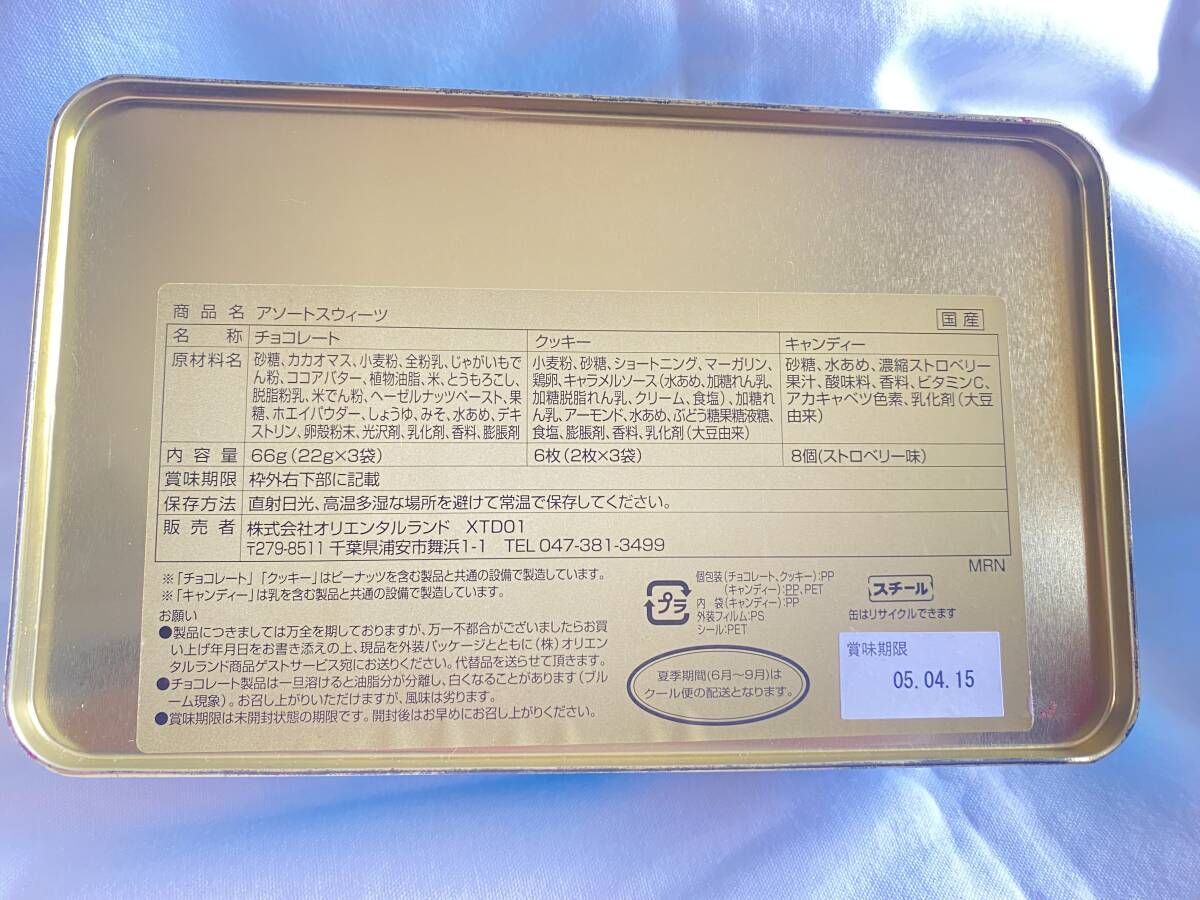 商品名 アソートスウィーツ 国産
名称 チョコレート クッキー キャンディー
原材料名
砂糖、カカオマス、小麦粉、全粉乳、じゃがいもで
ん粉、ココアバター、植物油脂、米、とうもろこし、
脱脂粉乳、米でん粉、ヘーゼルナッツペースト、果
糖、ホエイパウダー、しょうゆ、みそ、水あめ、デキ
ストリン、卵殻粉末、光沢剤、乳化剤、香料、膨脹剤
小麦粉、砂糖、ショートニング、マーガリン、
鶏卵、キャラメルソース(水あめ、加糖れん乳、
加糖脱脂れん乳、クリーム、食塩)、加糖れ
ん乳、アーモンド、水あめ、ぶどう糖果糖液糖、
食塩、膨脹剤、香料、乳化剤(大豆由来)
砂糖、水あめ、濃縮ストロベリー
果汁、酸味料、香料、ビタミンC、
アカキャベツ色素、乳化剤(大豆
由来)
内容量 66g(22g×3袋) 6枚(2枚×3袋) 8個(ストロベリー味)
賞味期限 枠外右下部に記載
保存方法 直射日光、高温多湿な場所を避けて常温で保存してください。
販売者 株式会社オリエンタルランド XTD01
〒279-8511 千葉県浦安市舞浜1-1 TEL 047-381-3499
MRN
※「チョコレート」「クッキー」はピーナッツを含む製品と共通の設備で製造しています。
※「キャンディー」は乳を含む製品と共通の設備で製造しています。
お願い
●製品につきましては万全を期しておりますが、万一不都合がございましたらお買
い上げ年月日をお書き添えの上、現品を外装パッケージとともに(株)オリエン
タルランド商品ゲストサービス宛にお送りください。代替品を送らせて頂きます。
●チョコレート製品は一旦溶けると油脂分が分離し、白くなることがあります(ブル
ーム現象)。お召し上がりいただけますが、風味は劣ります。
●賞味期限は未開封状態の期限です。開封後はお早めにお召し上がりください。
プラ
個包装(チョコレート、クッキー):PP
(キャンディー):PP、PET
内 袋(キャンディー):PP
外装フィルム:PS
シール:PET
スチール
缶はリサイクルできます
夏季期間(6月〜9月)は
クール便の配送となります。
賞味期限
05.04.15